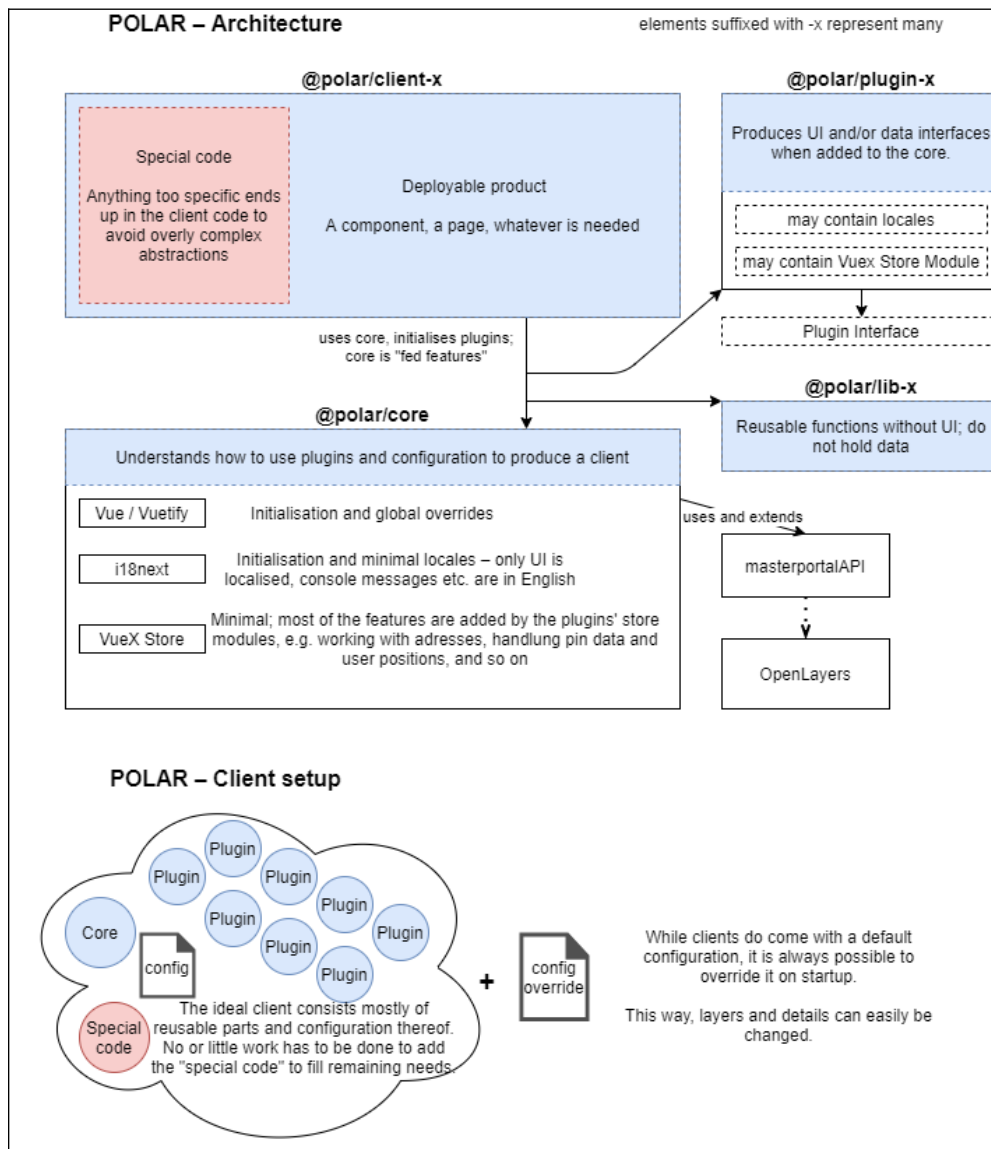 POLAR – Architecture
elements suffixed with -x represent many
@polar/client-x
Special code
Anything too specific ends
up in the client code to
avoid overly complex
abstractions
Deployable product
A component, a page, whatever is needed
@polar/plugin-x
Produces UI and/or data interfaces
when added to the core.
may contain locales
may contain Vuex Store Module
Plugin Interface
uses core, initialises plugins;
core is "fed features"
@polar/lib-x
Reusable functions without UI; do
not hold data
@polar/core
Understands how to use plugins and configuration to produce a client
Vue / Vuetify
Initialisation and global overrides
i18next
Initialisation and minimal locales – only UI is
localised, console messages etc. are in English
VueX Store
Minimal; most of the features are added by the plugins' store
modules, e.g. working with adresses, handlung pin data and
user positions, and so on
uses and extends
masterportalAPI
OpenLayers
POLAR – Client setup
Plugin
Plugin
Plugin
Plugin
Plugin
Plugin
Plugin
Plugin
Core
config
Special
code
The ideal client consists mostly of
reusable parts and configuration thereof.
No or little work has to be done to add
the "special code" to fill remaining needs.
+
config
override
While clients do come with a default
configuration, it is always possible to
override it on startup.
This way, layers and details can easily be
changed.